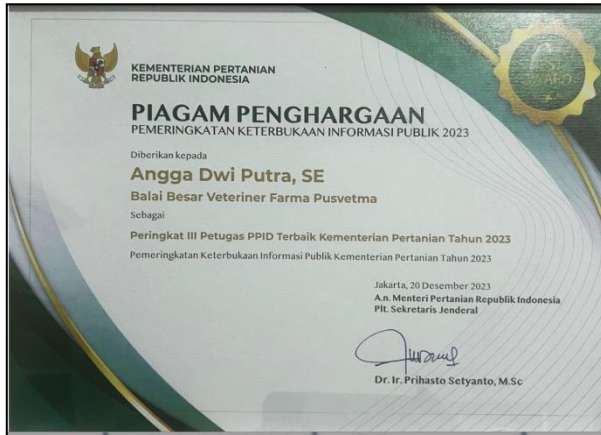 KEMENTERIAN PERTANIAN
REPUBLIK INDONESIA
BEST
AWARD
PIAGAM PENGHARGAAN
PEMERINGKATAN KETERBUKAAN INFORMASI PUBLIK 2023
Diberikan kepada
Angga Dwi Putra, SE
Balai Besar Veteriner Farma Pusvetma
Sebagai
Peringkat III Petugas PPID Terbaik Kementerian Pertanian Tahun 2023
Pemeringkatan Keterbukaan Informasi Publik Kementerian Pertanian Tahun 2023
Jakarta, 20 Desember 2023
A.n. Menteri Pertanian Republik Indonesia
Plt. Sekretaris Jenderal
Dr. Ir. Prihasto Setyanto, M.Sc